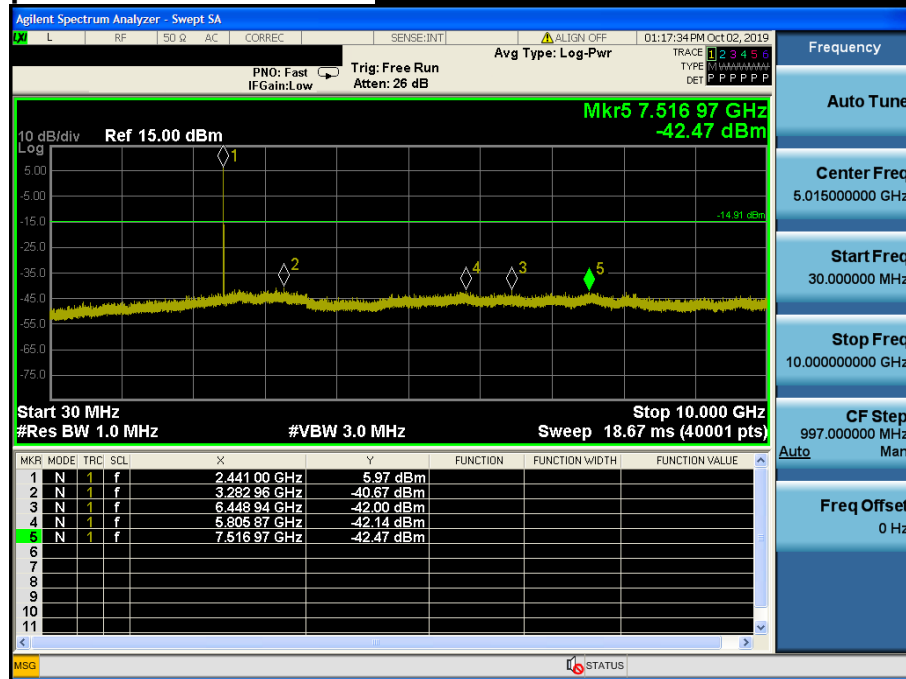 Agilent Spectrum Analyzer - Swept SA
LXI L RF 50 Ω AC CORREC SENSE:INT ALIGN OFF 01:17:34 PM Oct 02, 2019
Avg Type: Log-Pwr TRACE 1 2 3 4 5 6
PNO: Fast Trig: Free Run TYPE M W W W W W
IFGain:Low Atten: 26 dB DET P P P P P P
Mkr5 7.516 97 GHz
-42.47 dBm
10 dB/div Ref 15.00 dBm
Log
1
5.00
-5.00
-14.91 dBm
-15.0
-25.0
2 4 3 5
-35.0
-45.0
-55.0
-65.0
-75.0
Start 30 MHz Stop 10.000 GHz
#Res BW 1.0 MHz #VBW 3.0 MHz Sweep 18.67 ms (40001 pts)
MKR MODE TRC SCL X Y FUNCTION FUNCTION WIDTH FUNCTION VALUE
1 N 1 f 2.441 00 GHz 5.97 dBm
2 N 1 f 3.282 96 GHz -40.67 dBm
3 N 1 f 6.448 94 GHz -42.00 dBm
4 N 1 f 5.805 87 GHz -42.14 dBm
5 N 1 f 7.516 97 GHz -42.47 dBm
6
7
8
9
10
11
MSG STATUS
Frequency
Auto Tune
Center Freq
5.015000000 GHz
Start Freq
30.000000 MHz
Stop Freq
10.000000000 GHz
CF Step
997.000000 MHz
Auto Man
Freq Offset
0 Hz